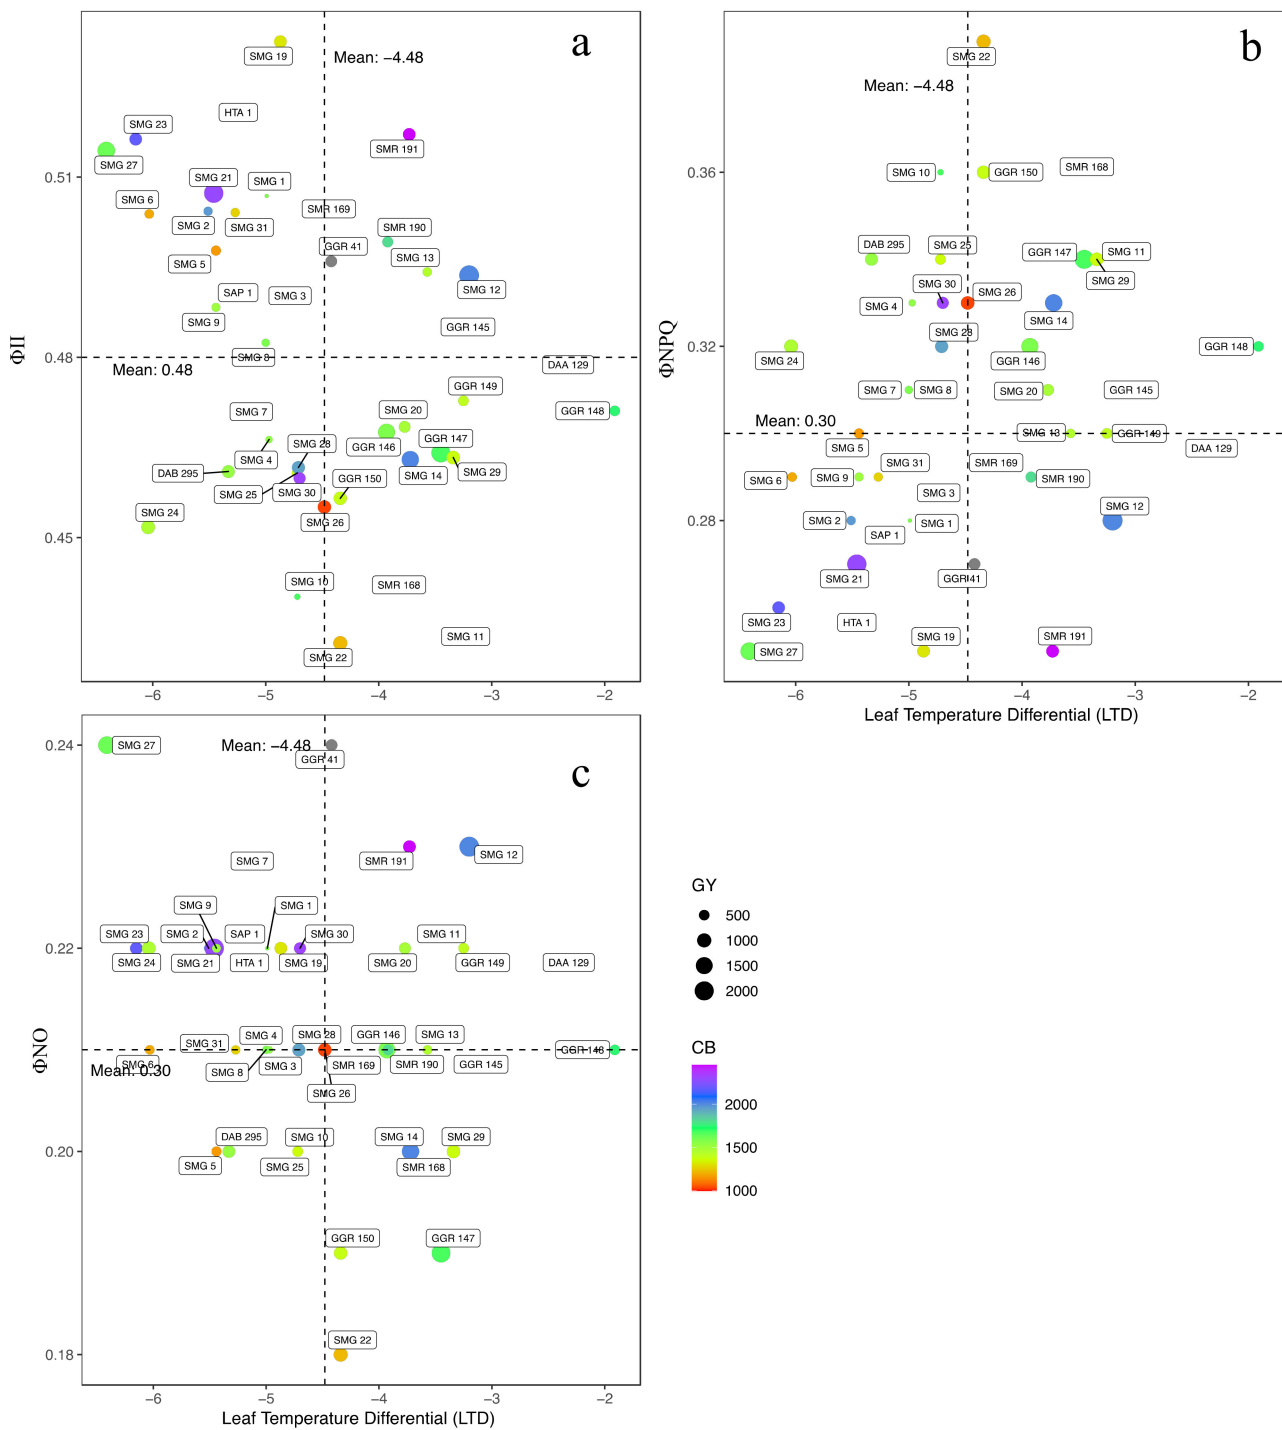 a
Mean: −4.48
SMG 19
HTA 1
SMG 23
SMR 191
SMG 27
SMG 21
SMG 1
SMG 6
SMR 169
SMG 2
SMG 31
SMR 190
GGR 41
SMG 13
SMG 5
SMG 12
SAP 1
SMG 3
SMG 9
GGR 145
SMG 8
DAA 129
Mean: 0.48
GGR 149
SMG 7
SMG 20
GGR 148
SMG 28
GGR 146
GGR 147
SMG 4
DAB 295
SMG 14
SMG 29
GGR 150
SMG 25
SMG 30
SMG 24
SMG 26
SMG 10
SMR 168
SMG 11
SMG 22
ΦII
0.51
0.48
0.45
−6 −5 −4 −3 −2
b
SMG 22
Mean: −4.48
SMG 10
GGR 150
SMR 168
DAB 295
SMG 25
GGR 147
SMG 11
SMG 29
SMG 30
SMG 26
SMG 4
SMG 14
SMG 28
SMG 24
GGR 146
GGR 148
SMG 7
SMG 8
SMG 20
GGR 145
Mean: 0.30
SMG 13
GGR 149
SMG 5
DAA 129
SMG 31
SMR 169
SMG 6
SMG 9
SMR 190
SMG 3
SMG 12
SMG 2
SMG 1
SAP 1
SMG 21
GGR 41
SMG 23
HTA 1
SMG 19
SMR 191
SMG 27
ΦNPQ
0.36
0.32
0.28
−6 −5 −4 −3 −2
Leaf Temperature Differential (LTD)
c
SMG 27
Mean: −4.48
GGR 41
SMG 7
SMR 191
SMG 12
SMG 9
SMG 1
SMG 23
SMG 2
SAP 1
SMG 30
SMG 11
SMG 24
SMG 21
HTA 1
SMG 19
SMG 20
GGR 149
DAA 129
SMG 31
SMG 4
SMG 28
GGR 146
SMG 13
GGR 148
SMG 6
Mean: 0.30
SMG 8
SMG 3
SMR 169
SMR 190
GGR 145
SMG 26
DAB 295
SMG 10
SMG 14
SMG 29
SMG 5
SMG 25
SMR 168
GGR 150
GGR 147
SMG 22
ΦNO
0.24
0.22
0.20
0.18
−6 −5 −4 −3 −2
Leaf Temperature Differential (LTD)
GY
500
1000
1500
2000
CB
2000
1500
1000